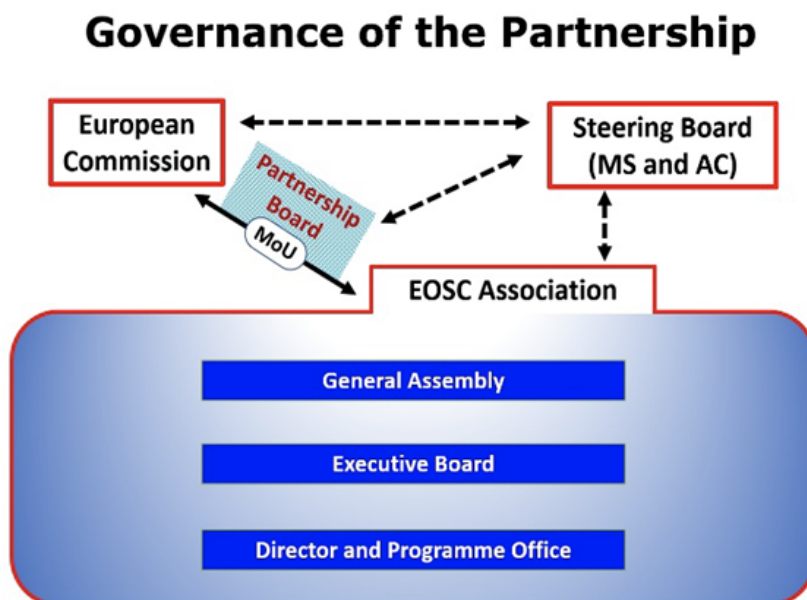 Governance of the Partnership
European
Commission
Steering Board
(MS and AC)
Partnership
Board
MoU
EOSC Association
General Assembly
Executive Board
Director and Programme Office